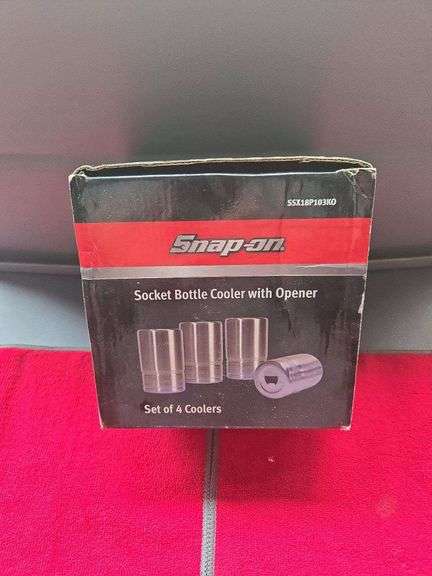 SSX18P103KO
Snap-on
Socket Bottle Cooler with Opener
Set of 4 Coolers